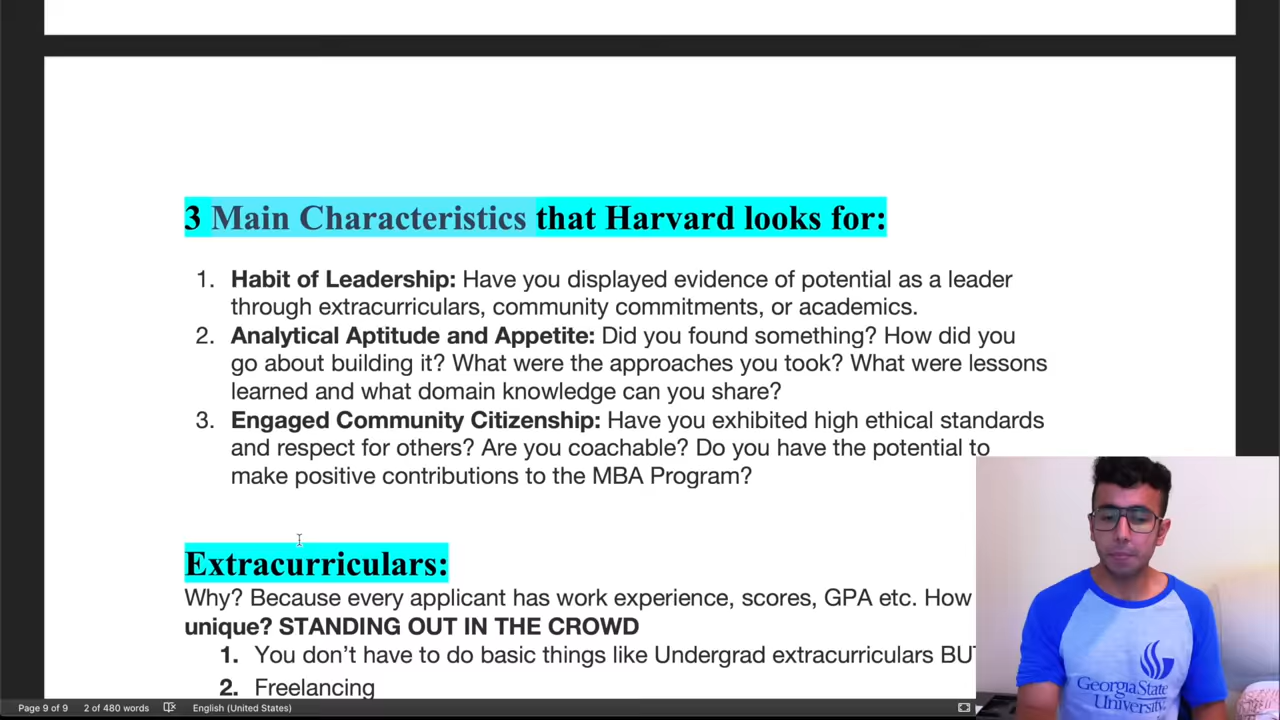 3 Main Characteristics that Harvard looks for:
1. Habit of Leadership: Have you displayed evidence of potential as a leader
through extracurriculars, community commitments, or academics.
2. Analytical Aptitude and Appetite: Did you found something? How did you
go about building it? What were the approaches you took? What were lessons
learned and what domain knowledge can you share?
3. Engaged Community Citizenship: Have you exhibited high ethical standards
and respect for others? Are you coachable? Do you have the potential to
make positive contributions to the MBA Program?
Extracurriculars:
Why? Because every applicant has work experience, scores, GPA etc. How
unique? STANDING OUT IN THE CROWD
1. You don’t have to do basic things like Undergrad extracurriculars
2. Freelancing
Georgia State
University
Page 9 of 9 2 of 480 words English (United States)